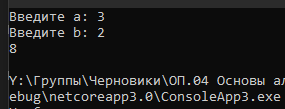 Введите a: 3
Введите b: 2
8
Y:\Группы\Черновики\ОП.04 Основы ал
ebug\netcoreapp3.0\ConsoleApp3.exe